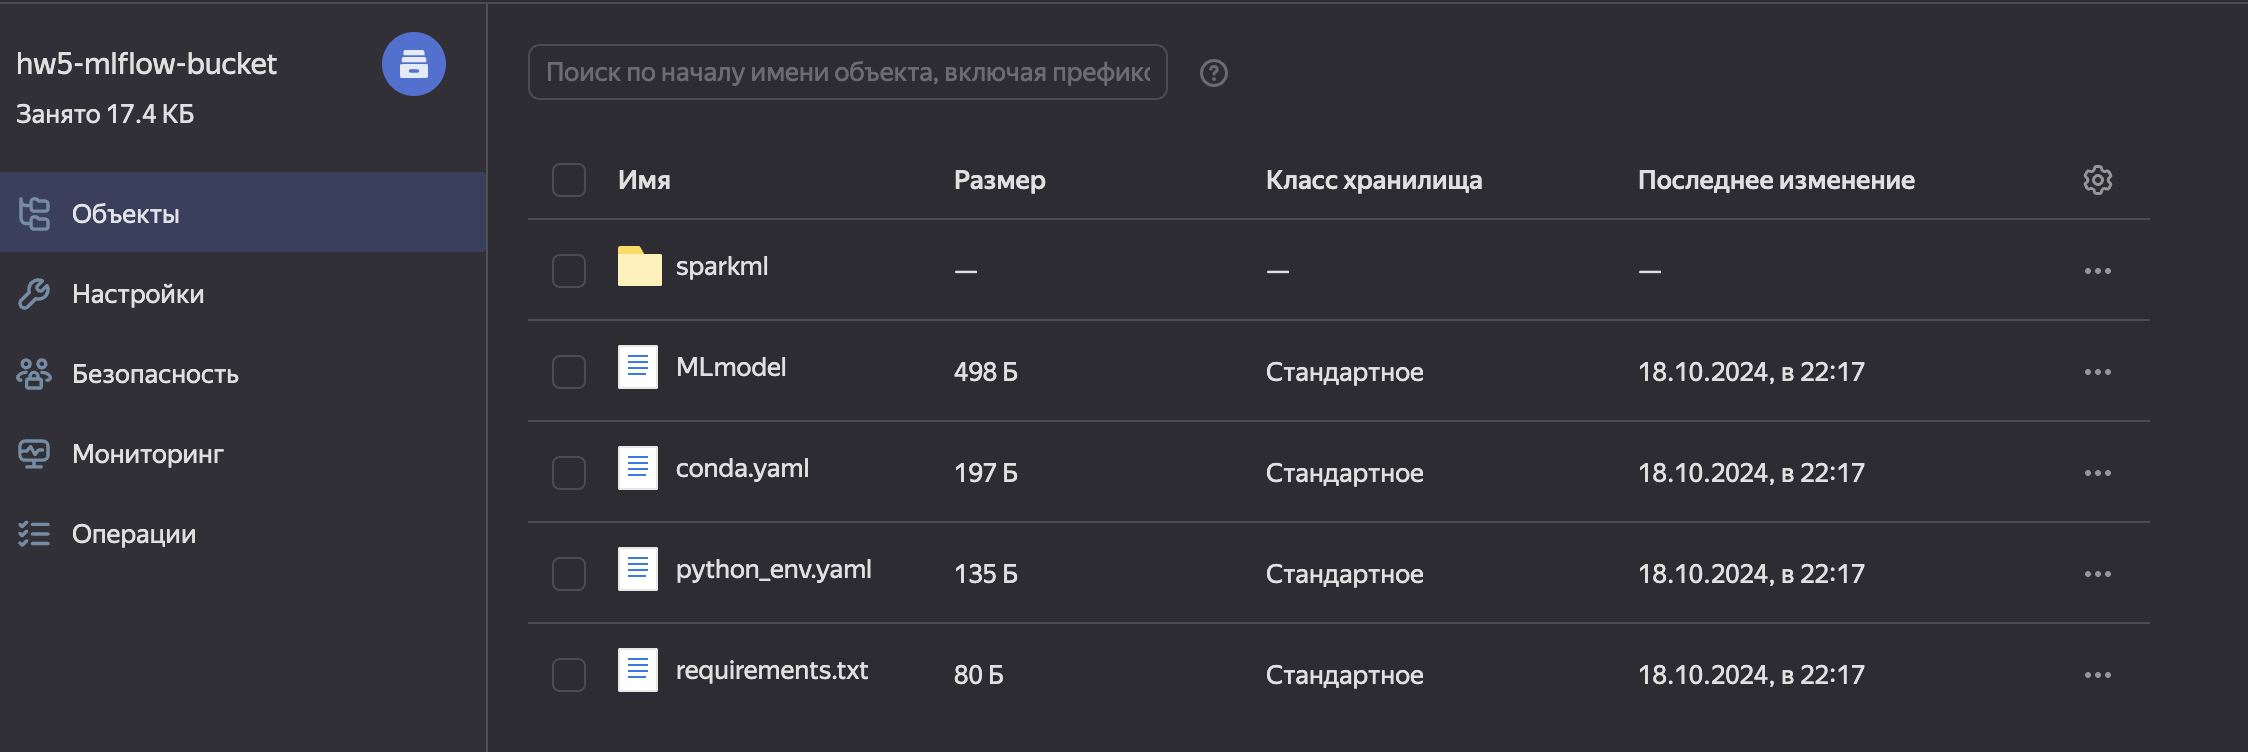 hw5-mlflow-bucket
Занято 17.4 КБ
Объекты
Настройки
Безопасность
Мониторинг
Операции
Поиск по началу имени объекта, включая префикс
Имя Размер Класс хранилища Последнее изменение
sparkml — — —
MLmodel 498 Б Стандартное 18.10.2024, в 22:17
conda.yaml 197 Б Стандартное 18.10.2024, в 22:17
python_env.yaml 135 Б Стандартное 18.10.2024, в 22:17
requirements.txt 80 Б Стандартное 18.10.2024, в 22:17